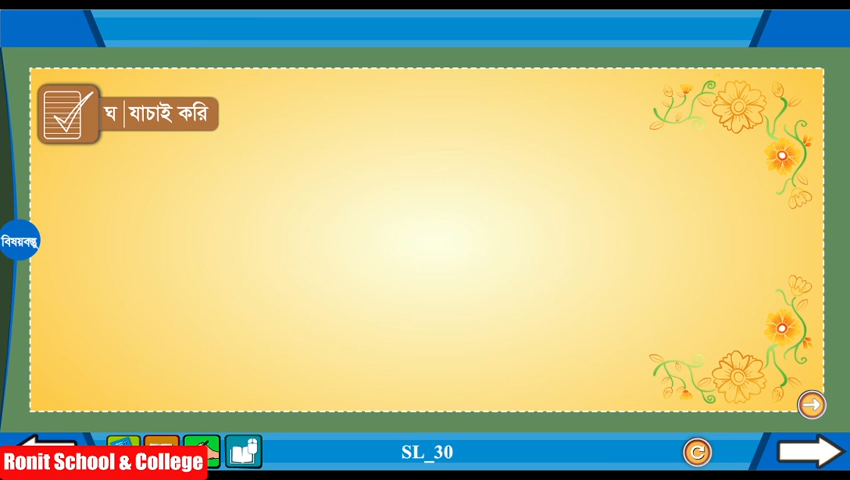 ঘ | যাচাই করি
বিষয়বস্তু
SL_30
Ronit School & College